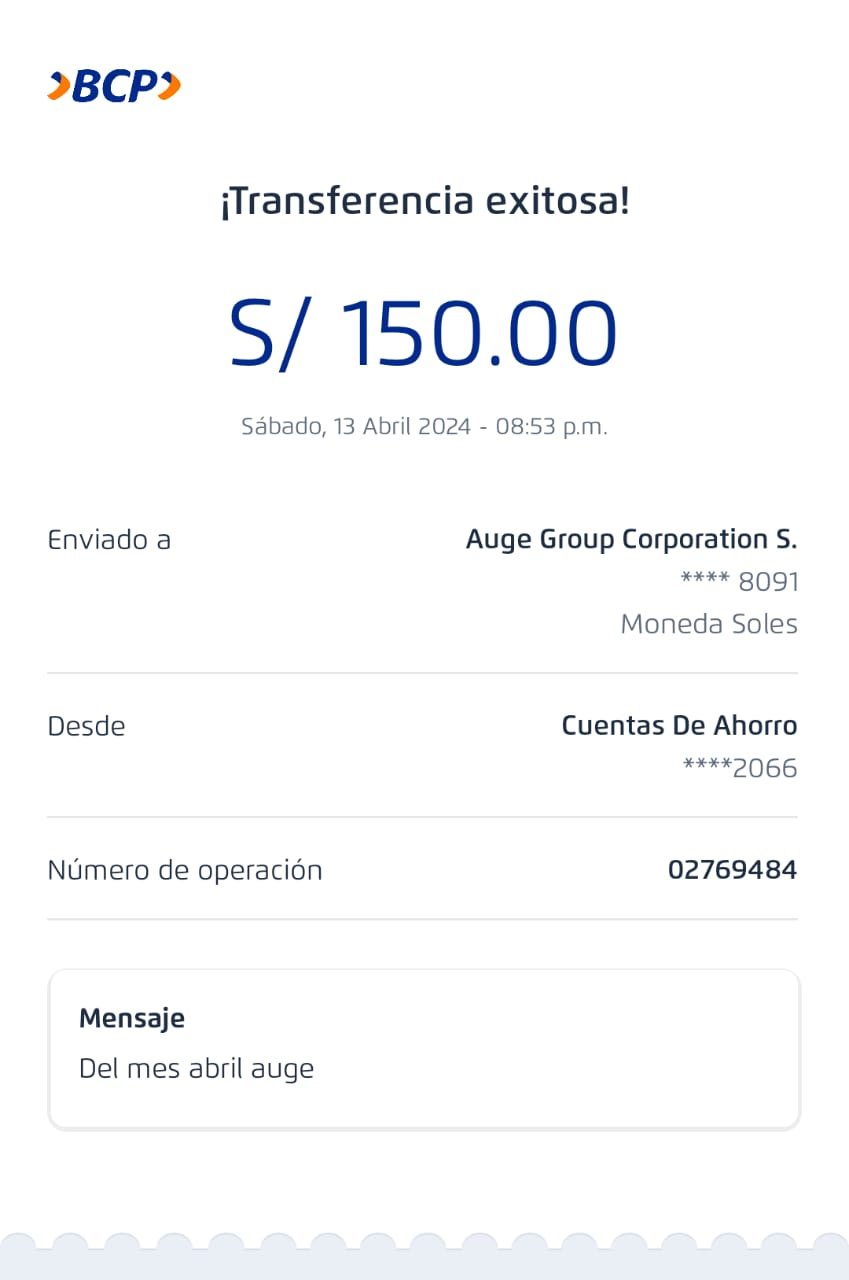 BCP
¡Transferencia exitosa!
S/ 150.00
Sábado, 13 Abril 2024 - 08:53 p.m.
Enviado a
Auge Group Corporation S.
**** 8091
Moneda Soles
Desde
Cuentas De Ahorro
****2066
Número de operación
02769484
Mensaje
Del mes abril auge